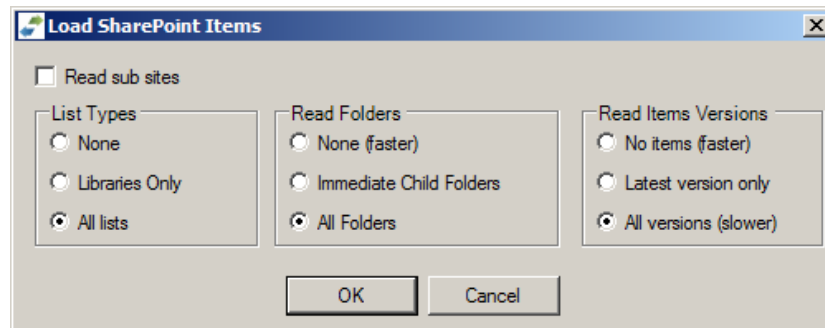 Load SharePoint Items
Read sub sites
List Types
None
Libraries Only
All lists
Read Folders
None (faster)
Immediate Child Folders
All Folders
Read Items Versions
No items (faster)
Latest version only
All versions (slower)
OK
Cancel